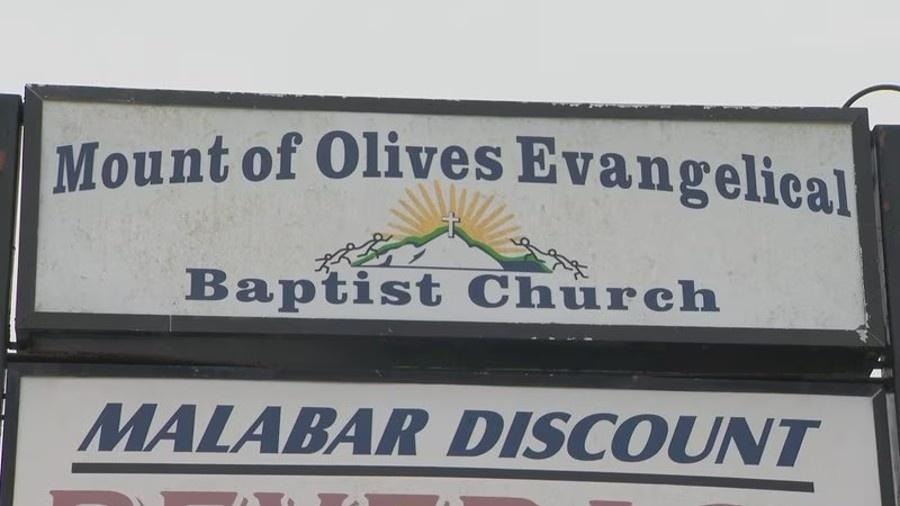 Mount of Olives Evangelical
Baptist Church
MALABAR DISCOUNT